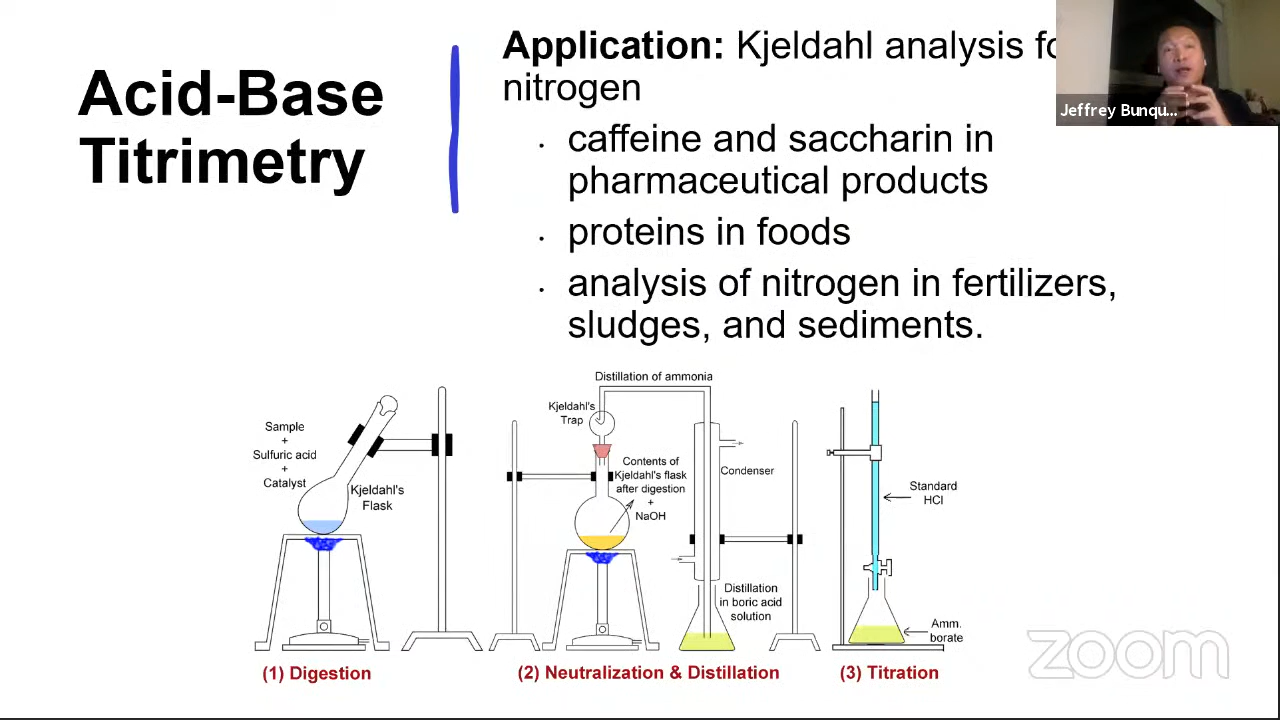 Acid-Base
Titrimetry
Application: Kjeldahl analysis fo
nitrogen
· caffeine and saccharin in
pharmaceutical products
· proteins in foods
· analysis of nitrogen in fertilizers,
sludges, and sediments.
Jeffrey Bunqu...
Sample
+
Sulfuric acid
+
Catalyst
Kjeldahl's
Flask
(1) Digestion
Distillation of ammonia
Kjeldahl's
Trap
Contents of
Kjeldahl's flask
after digestion
+
NaOH
Condenser
Distillation
in boric acid
solution
(2) Neutralization & Distillation
Standard
HCl
Amm.
borate
(3) Titration
zoom